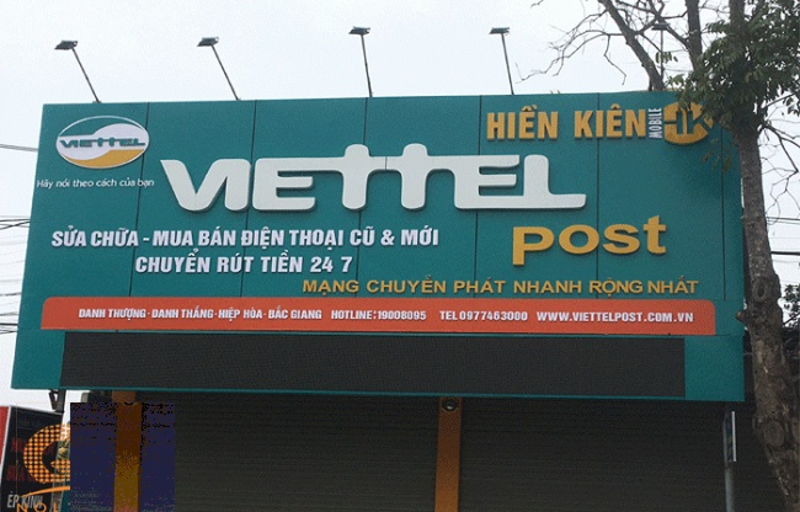 HIỀN KIÊN
MOBILE
VIETTEL
Hãy nói theo cách của bạn
VIETTEL
post
SỬA CHỮA - MUA BÁN ĐIỆN THOẠI CŨ & MỚI
CHUYỂN RÚT TIỀN 24 7
MẠNG CHUYỂN PHÁT NHANH RỘNG NHẤT
DANH THƯỢNG - DANH THẮNG - HIỆP HÒA - BẮC GIANG HOTLINE:19008095 TEL 0977463000 WWW.VIETTELPOST.COM.VN
ÉP KÍNH